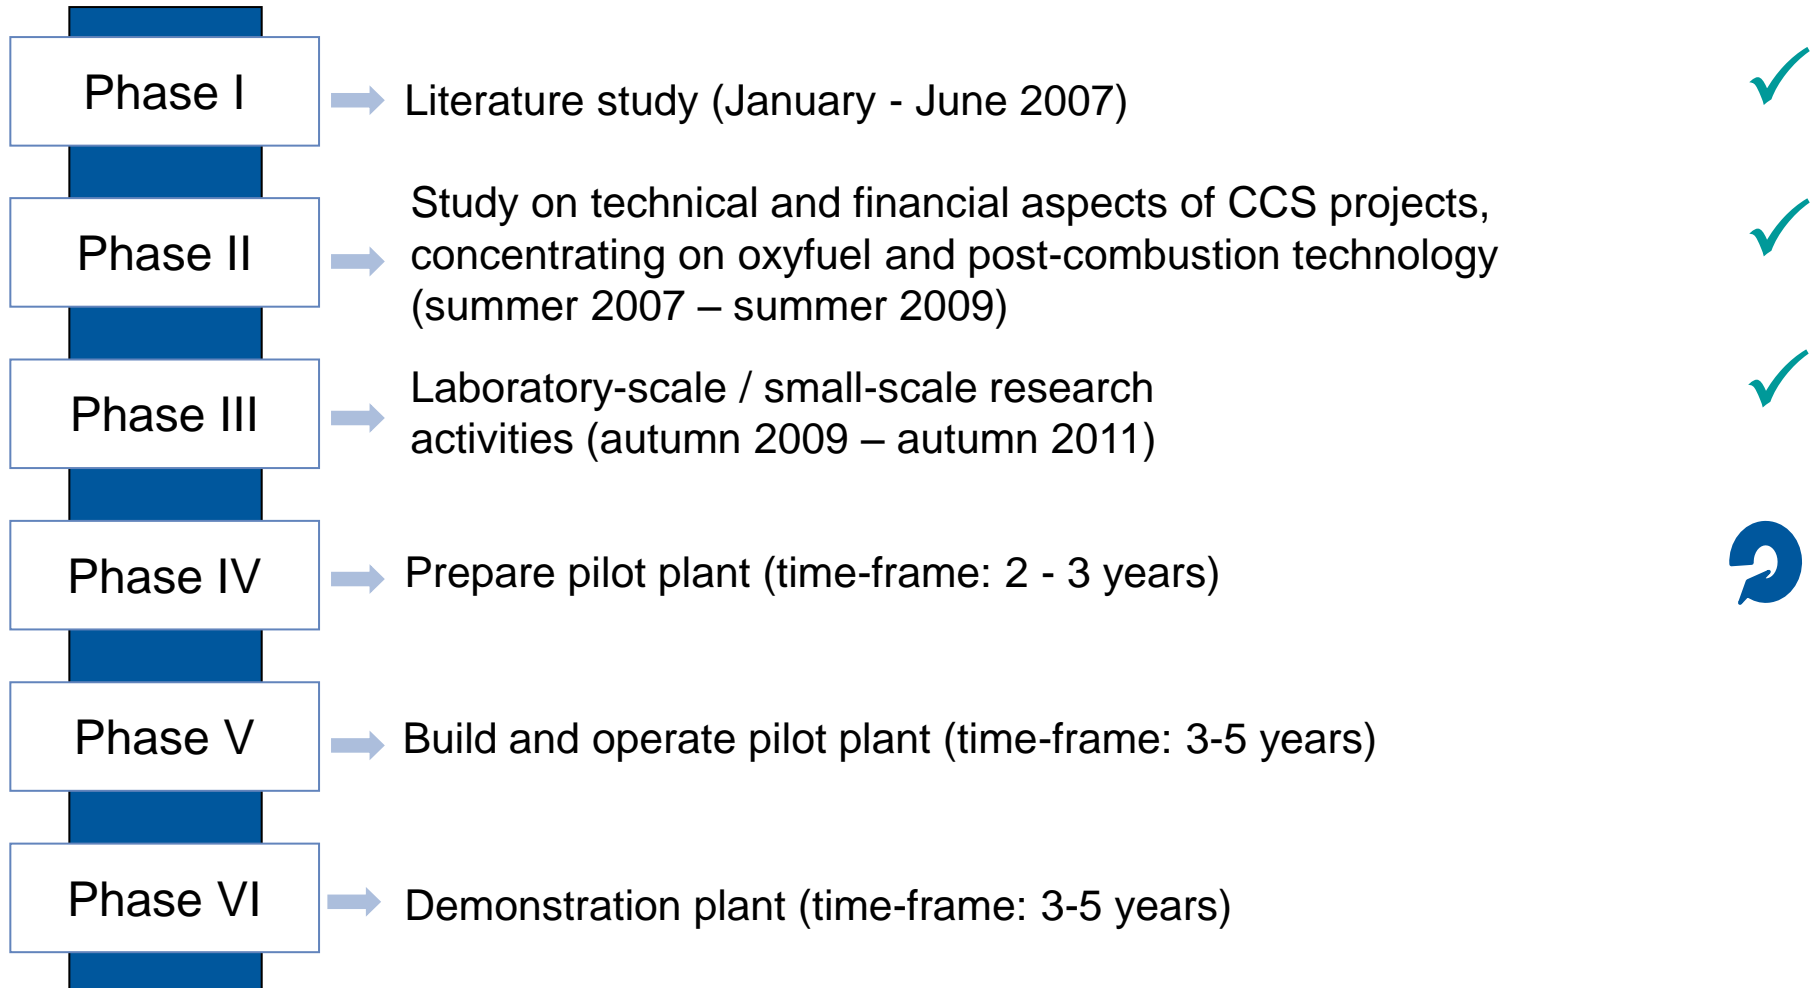 Phase I
Literature study (January - June 2007)
Phase II
Study on technical and financial aspects of CCS projects,
concentrating on oxyfuel and post-combustion technology
(summer 2007 – summer 2009)
Phase III
Laboratory-scale / small-scale research
activities (autumn 2009 – autumn 2011)
Phase IV
Prepare pilot plant (time-frame: 2 - 3 years)
Phase V
Build and operate pilot plant (time-frame: 3-5 years)
Phase VI
Demonstration plant (time-frame: 3-5 years)